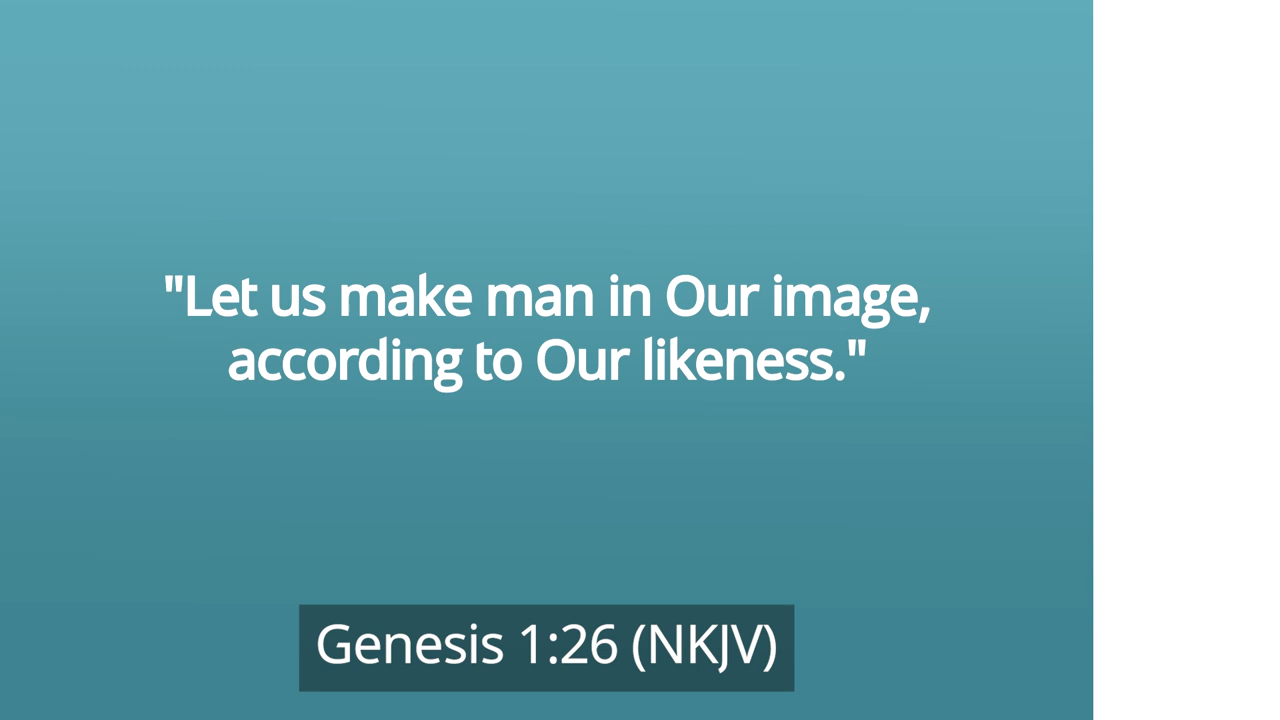 "Let us make man in Our image,
according to Our likeness."
Genesis 1:26 (NKJV)